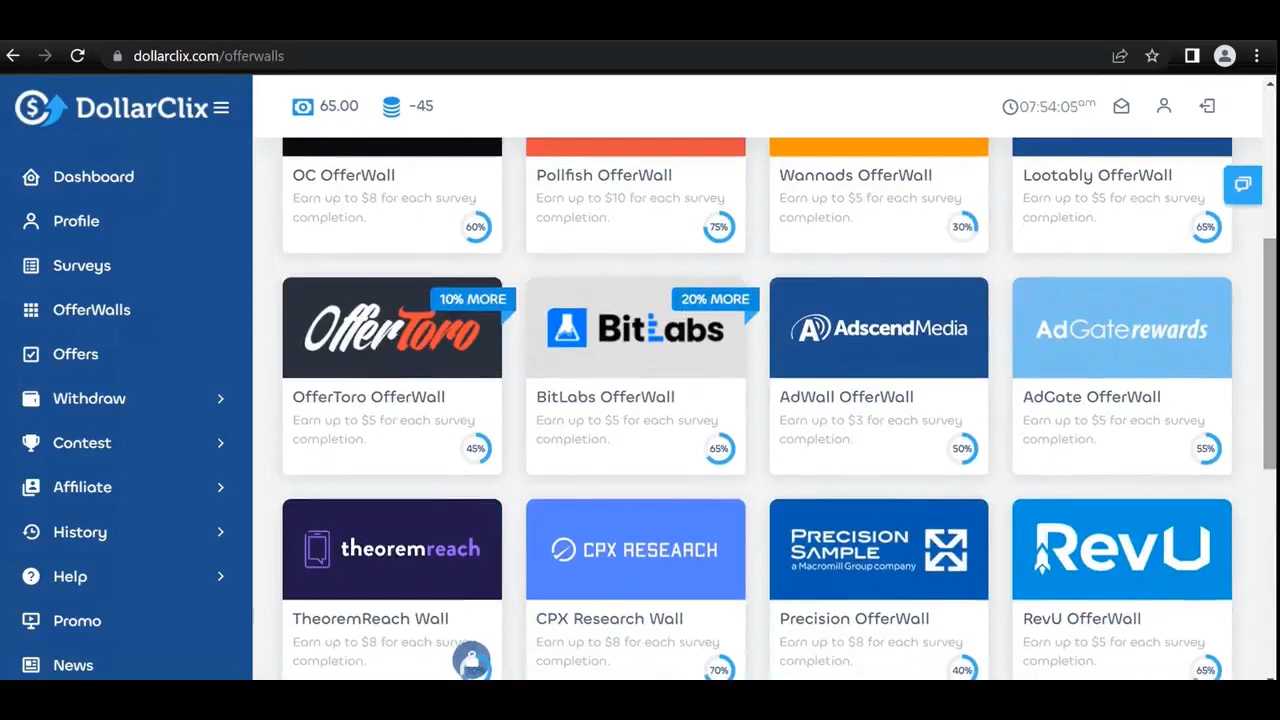 dollarclix.com/offerwalls
DollarClix
65.00
-45
07:54:05am
Dashboard
Profile
Surveys
OfferWalls
Offers
Withdraw
Contest
Affiliate
History
Help
Promo
News
OC OfferWall
Earn up to $8 for each survey
completion.
60%
Pollfish OfferWall
Earn up to $10 for each survey
completion.
75%
Wannads OfferWall
Earn up to $5 for each survey
completion.
30%
Lootably OfferWall
Earn up to $5 for each survey
completion.
65%
10% MORE
OfferToro
OfferToro OfferWall
Earn up to $5 for each survey
completion.
45%
20% MORE
BitLabs
BitLabs OfferWall
Earn up to $5 for each survey
completion.
65%
AdscendMedia
AdWall OfferWall
Earn up to $3 for each survey
completion.
50%
AdGate rewards
AdGate OfferWall
Earn up to $5 for each survey
completion.
55%
theoremreach
TheoremReach Wall
Earn up to $8 for each survey
completion.
CPX RESEARCH
CPX Research Wall
Earn up to $8 for each survey
completion.
70%
PRECISION
SAMPLE
a Macromill Group company
Precision OfferWall
Earn up to $8 for each survey
completion.
40%
RevU
RevU OfferWall
Earn up to $5 for each survey
completion.
65%